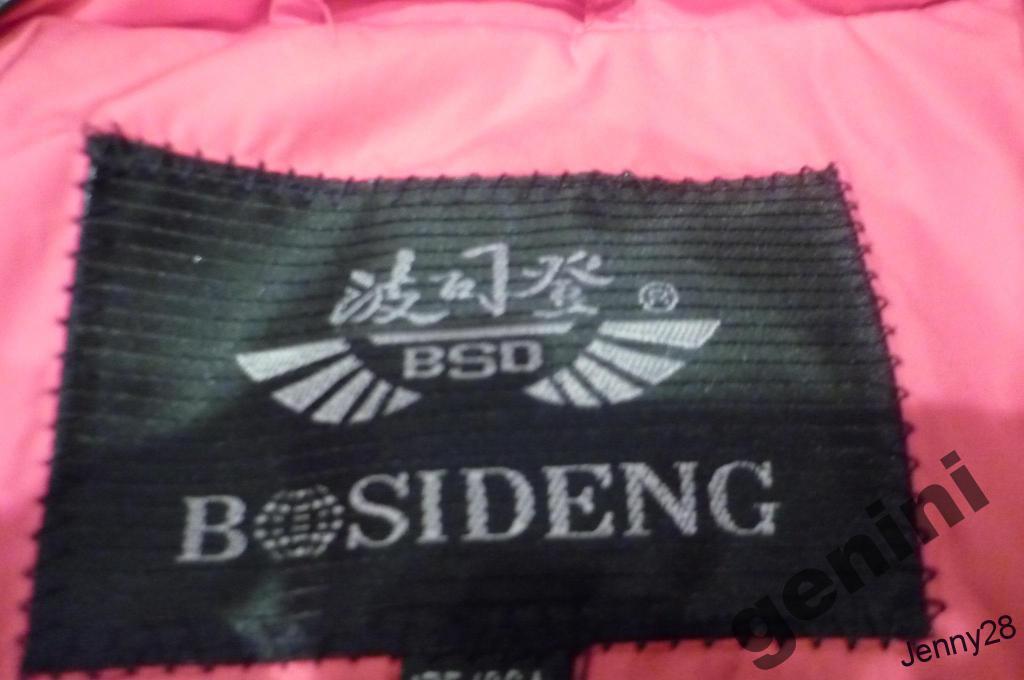 波司登 ®
BSD
BOSIDENG
genini
Jenny28